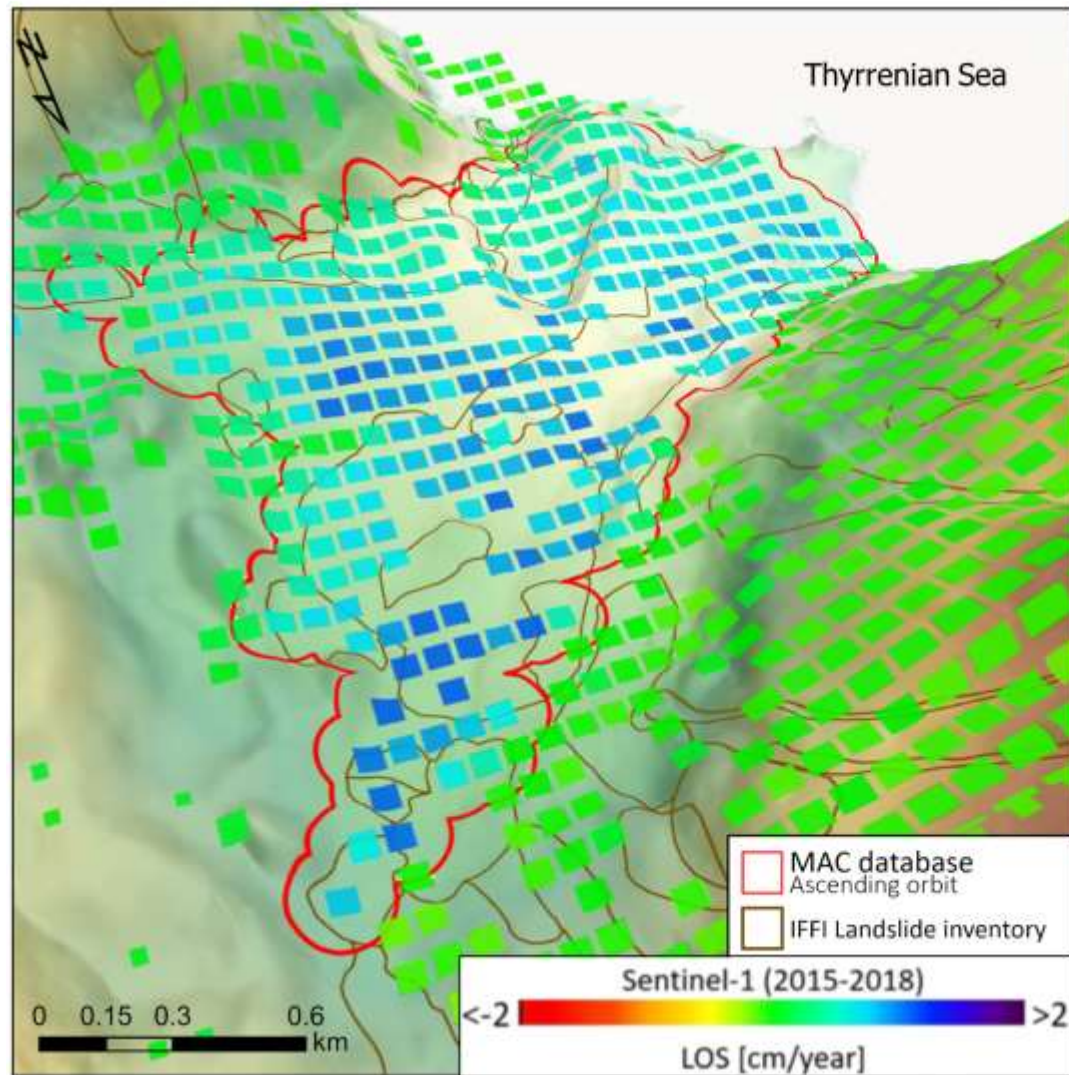 N
Thyrrenian Sea
MAC database
Ascending orbit
IFFI Landslide inventory
Sentinel-1 (2015-2018)
<-2 >2
LOS [cm/year]
0 0.15 0.3 0.6
km